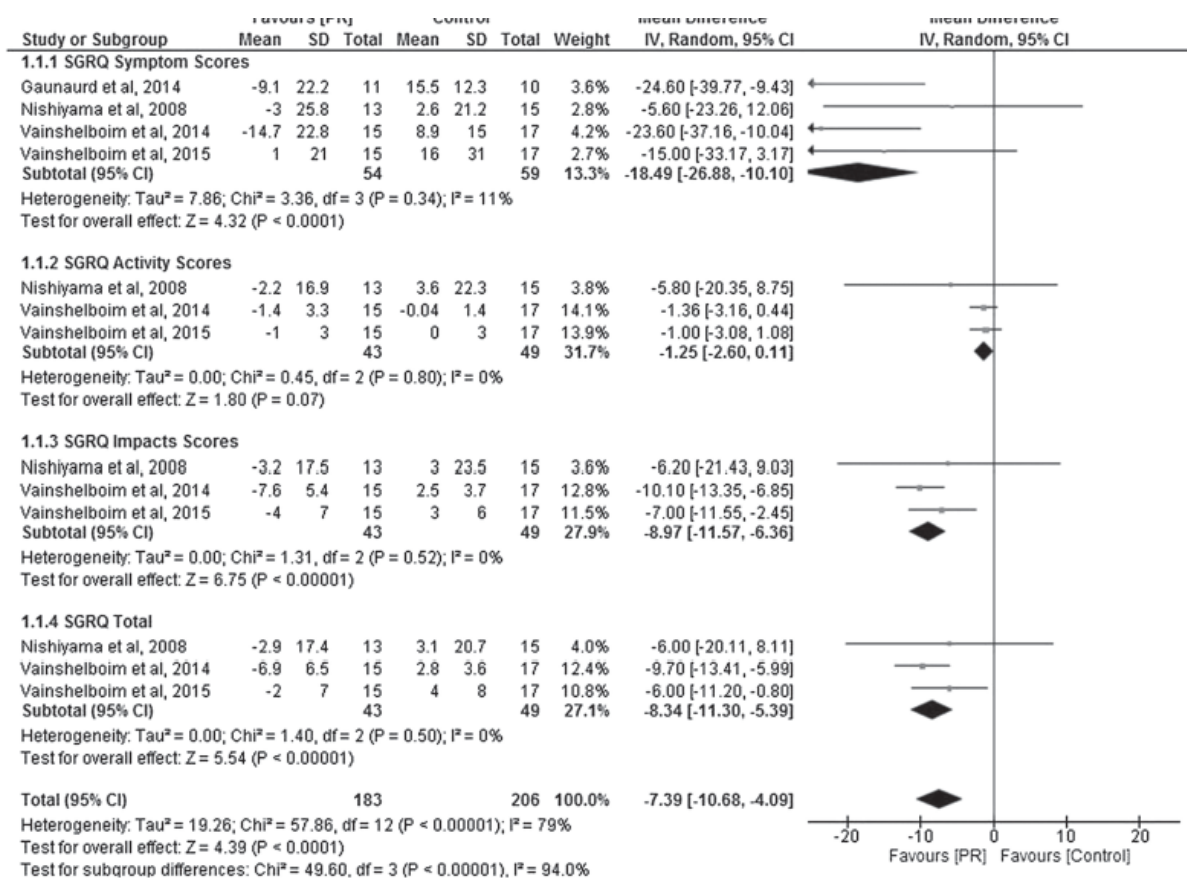 Favours [PR] Control Mean Difference Mean Difference
Study or Subgroup Mean SD Total Mean SD Total Weight IV, Random, 95% CI IV, Random, 95% CI
1.1.1 SGRQ Symptom Scores
Gaunaurd et al, 2014 -9.1 22.2 11 15.5 12.3 10 3.6% -24.60 [-39.77, -9.43]
Nishiyama et al, 2008 -3 25.8 13 2.6 21.2 15 2.8% -5.60 [-23.26, 12.06]
Vainshelboim et al, 2014 -14.7 22.8 15 8.9 15 17 4.2% -23.60 [-37.16, -10.04]
Vainshelboim et al, 2015 1 21 15 16 31 17 2.7% -15.00 [-33.17, 3.17]
Subtotal (95% CI) 54 59 13.3% -18.49 [-26.88, -10.10]
Heterogeneity: Tau² = 7.86; Chi² = 3.36, df = 3 (P = 0.34); I² = 11%
Test for overall effect: Z = 4.32 (P < 0.0001)
1.1.2 SGRQ Activity Scores
Nishiyama et al, 2008 -2.2 16.9 13 3.6 22.3 15 3.8% -5.80 [-20.35, 8.75]
Vainshelboim et al, 2014 -1.4 3.3 15 -0.04 1.4 17 14.1% -1.36 [-3.16, 0.44]
Vainshelboim et al, 2015 -1 3 15 0 3 17 13.9% -1.00 [-3.08, 1.08]
Subtotal (95% CI) 43 49 31.7% -1.25 [-2.60, 0.11]
Heterogeneity: Tau² = 0.00; Chi² = 0.45, df = 2 (P = 0.80); I² = 0%
Test for overall effect: Z = 1.80 (P = 0.07)
1.1.3 SGRQ Impacts Scores
Nishiyama et al, 2008 -3.2 17.5 13 3 23.5 15 3.6% -6.20 [-21.43, 9.03]
Vainshelboim et al, 2014 -7.6 5.4 15 2.5 3.7 17 12.8% -10.10 [-13.35, -6.85]
Vainshelboim et al, 2015 -4 7 15 3 6 17 11.5% -7.00 [-11.55, -2.45]
Subtotal (95% CI) 43 49 27.9% -8.97 [-11.57, -6.36]
Heterogeneity: Tau² = 0.00; Chi² = 1.31, df = 2 (P = 0.52); I² = 0%
Test for overall effect: Z = 6.75 (P < 0.00001)
1.1.4 SGRQ Total
Nishiyama et al, 2008 -2.9 17.4 13 3.1 20.7 15 4.0% -6.00 [-20.11, 8.11]
Vainshelboim et al, 2014 -6.9 6.5 15 2.8 3.6 17 12.4% -9.70 [-13.41, -5.99]
Vainshelboim et al, 2015 -2 7 15 4 8 17 10.8% -6.00 [-11.20, -0.80]
Subtotal (95% CI) 43 49 27.1% -8.34 [-11.30, -5.39]
Heterogeneity: Tau² = 0.00; Chi² = 1.40, df = 2 (P = 0.50); I² = 0%
Test for overall effect: Z = 5.54 (P < 0.00001)
Total (95% CI) 183 206 100.0% -7.39 [-10.68, -4.09]
Heterogeneity: Tau² = 19.26; Chi² = 57.86, df = 12 (P < 0.00001); I² = 79%
Test for overall effect: Z = 4.39 (P < 0.0001)
Test for subgroup differences: Chi² = 49.60, df = 3 (P < 0.00001), I² = 94.0%
-20 -10 0 10 20
Favours [PR] Favours [Control]